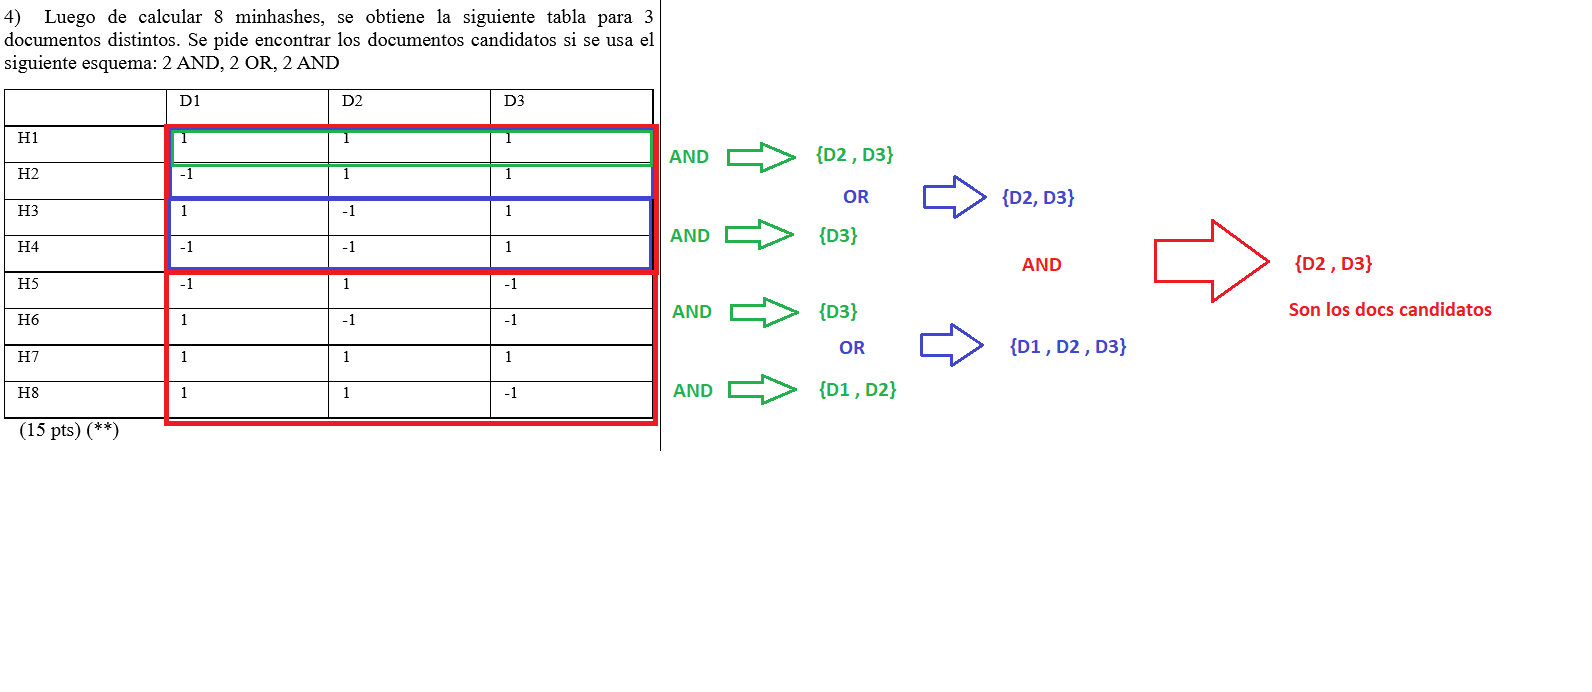 4) Luego de calcular 8 minhashes, se obtiene la siguiente tabla para 3
documentos distintos. Se pide encontrar los documentos candidatos si se usa el
siguiente esquema: 2 AND, 2 OR, 2 AND
D1 D2 D3
H1 1 1 1
H2 -1 1 1
H3 1 -1 1
H4 -1 -1 1
H5 -1 1 -1
H6 1 -1 -1
H7 1 1 1
H8 1 1 -1
(15 pts) (**)
AND {D2 , D3}
OR {D2, D3}
AND {D3}
AND {D2 , D3}
Son los docs candidatos
AND {D3}
OR {D1 , D2 , D3}
AND {D1 , D2}